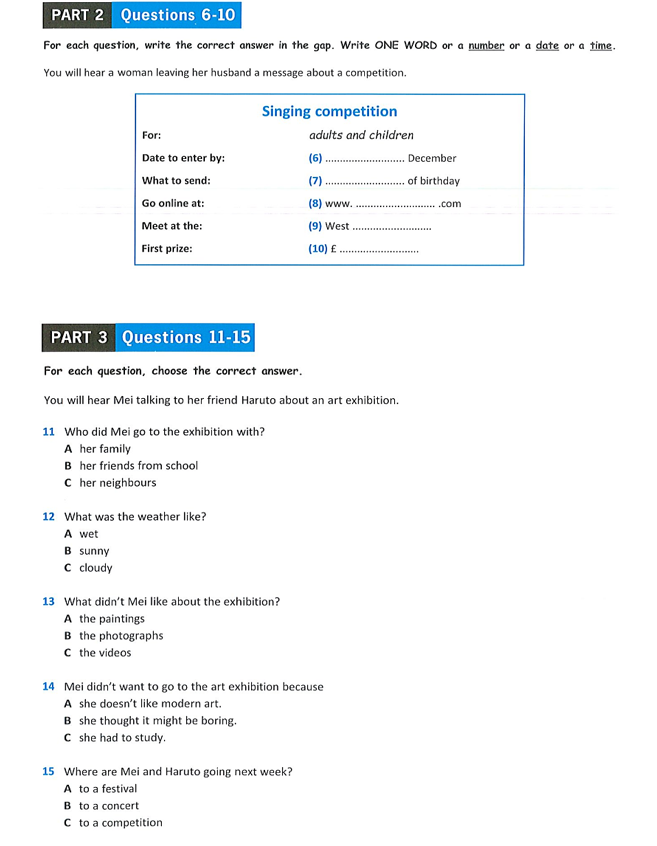 PART 2 Questions 6-10
For each question, write the correct answer in the gap. Write ONE WORD or a number or a date or a time.
You will hear a woman leaving her husband a message about a competition.
Singing competition
For: adults and children
Date to enter by: (6) ........................... December
What to send: (7) ........................... of birthday
Go online at: (8) www. ........................... .com
Meet at the: (9) West ...........................
First prize: (10) £ ...........................
PART 3 Questions 11-15
For each question, choose the correct answer.
You will hear Mei talking to her friend Haruto about an art exhibition.
11 Who did Mei go to the exhibition with?
A her family
B her friends from school
C her neighbours
12 What was the weather like?
A wet
B sunny
C cloudy
13 What didn't Mei like about the exhibition?
A the paintings
B the photographs
C the videos
14 Mei didn't want to go to the art exhibition because
A she doesn't like modern art.
B she thought it might be boring.
C she had to study.
15 Where are Mei and Haruto going next week?
A to a festival
B to a concert
C to a competition